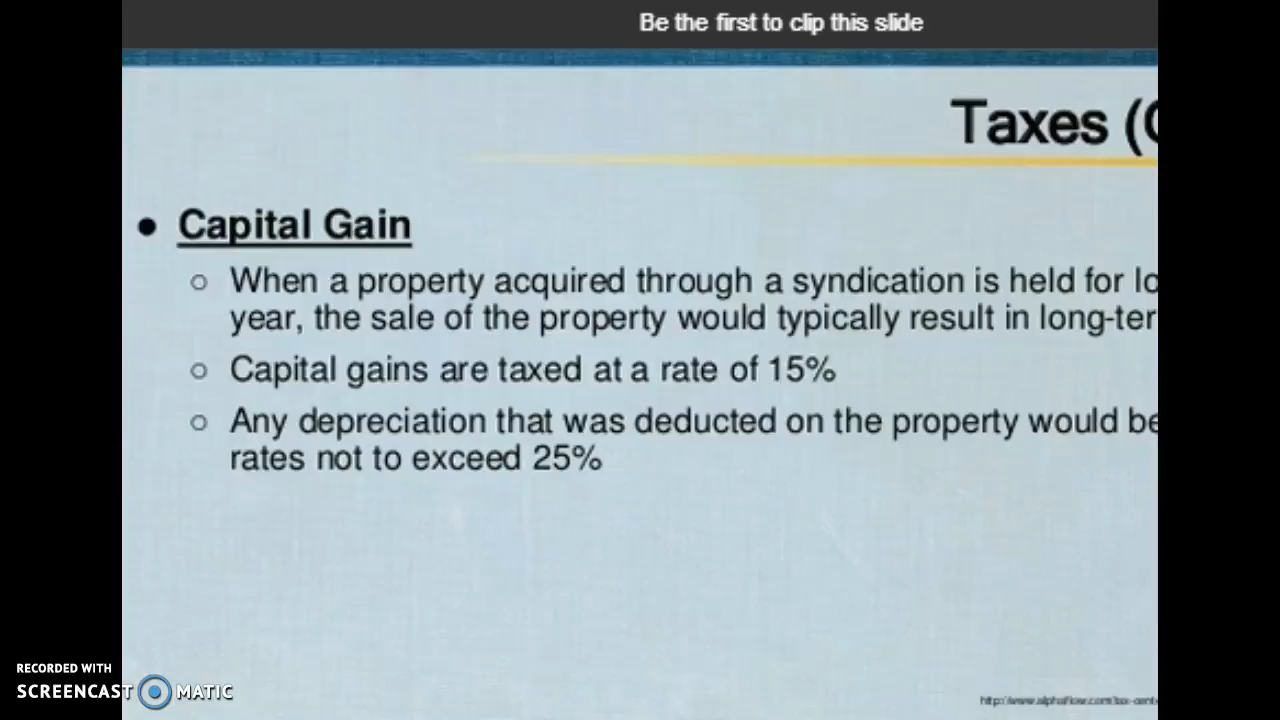 Be the first to clip this slide
Taxes (
● Capital Gain
○ When a property acquired through a syndication is held for lo
year, the sale of the property would typically result in long-ter
○ Capital gains are taxed at a rate of 15%
○ Any depreciation that was deducted on the property would be
rates not to exceed 25%
RECORDED WITH
SCREENCAST MATIC